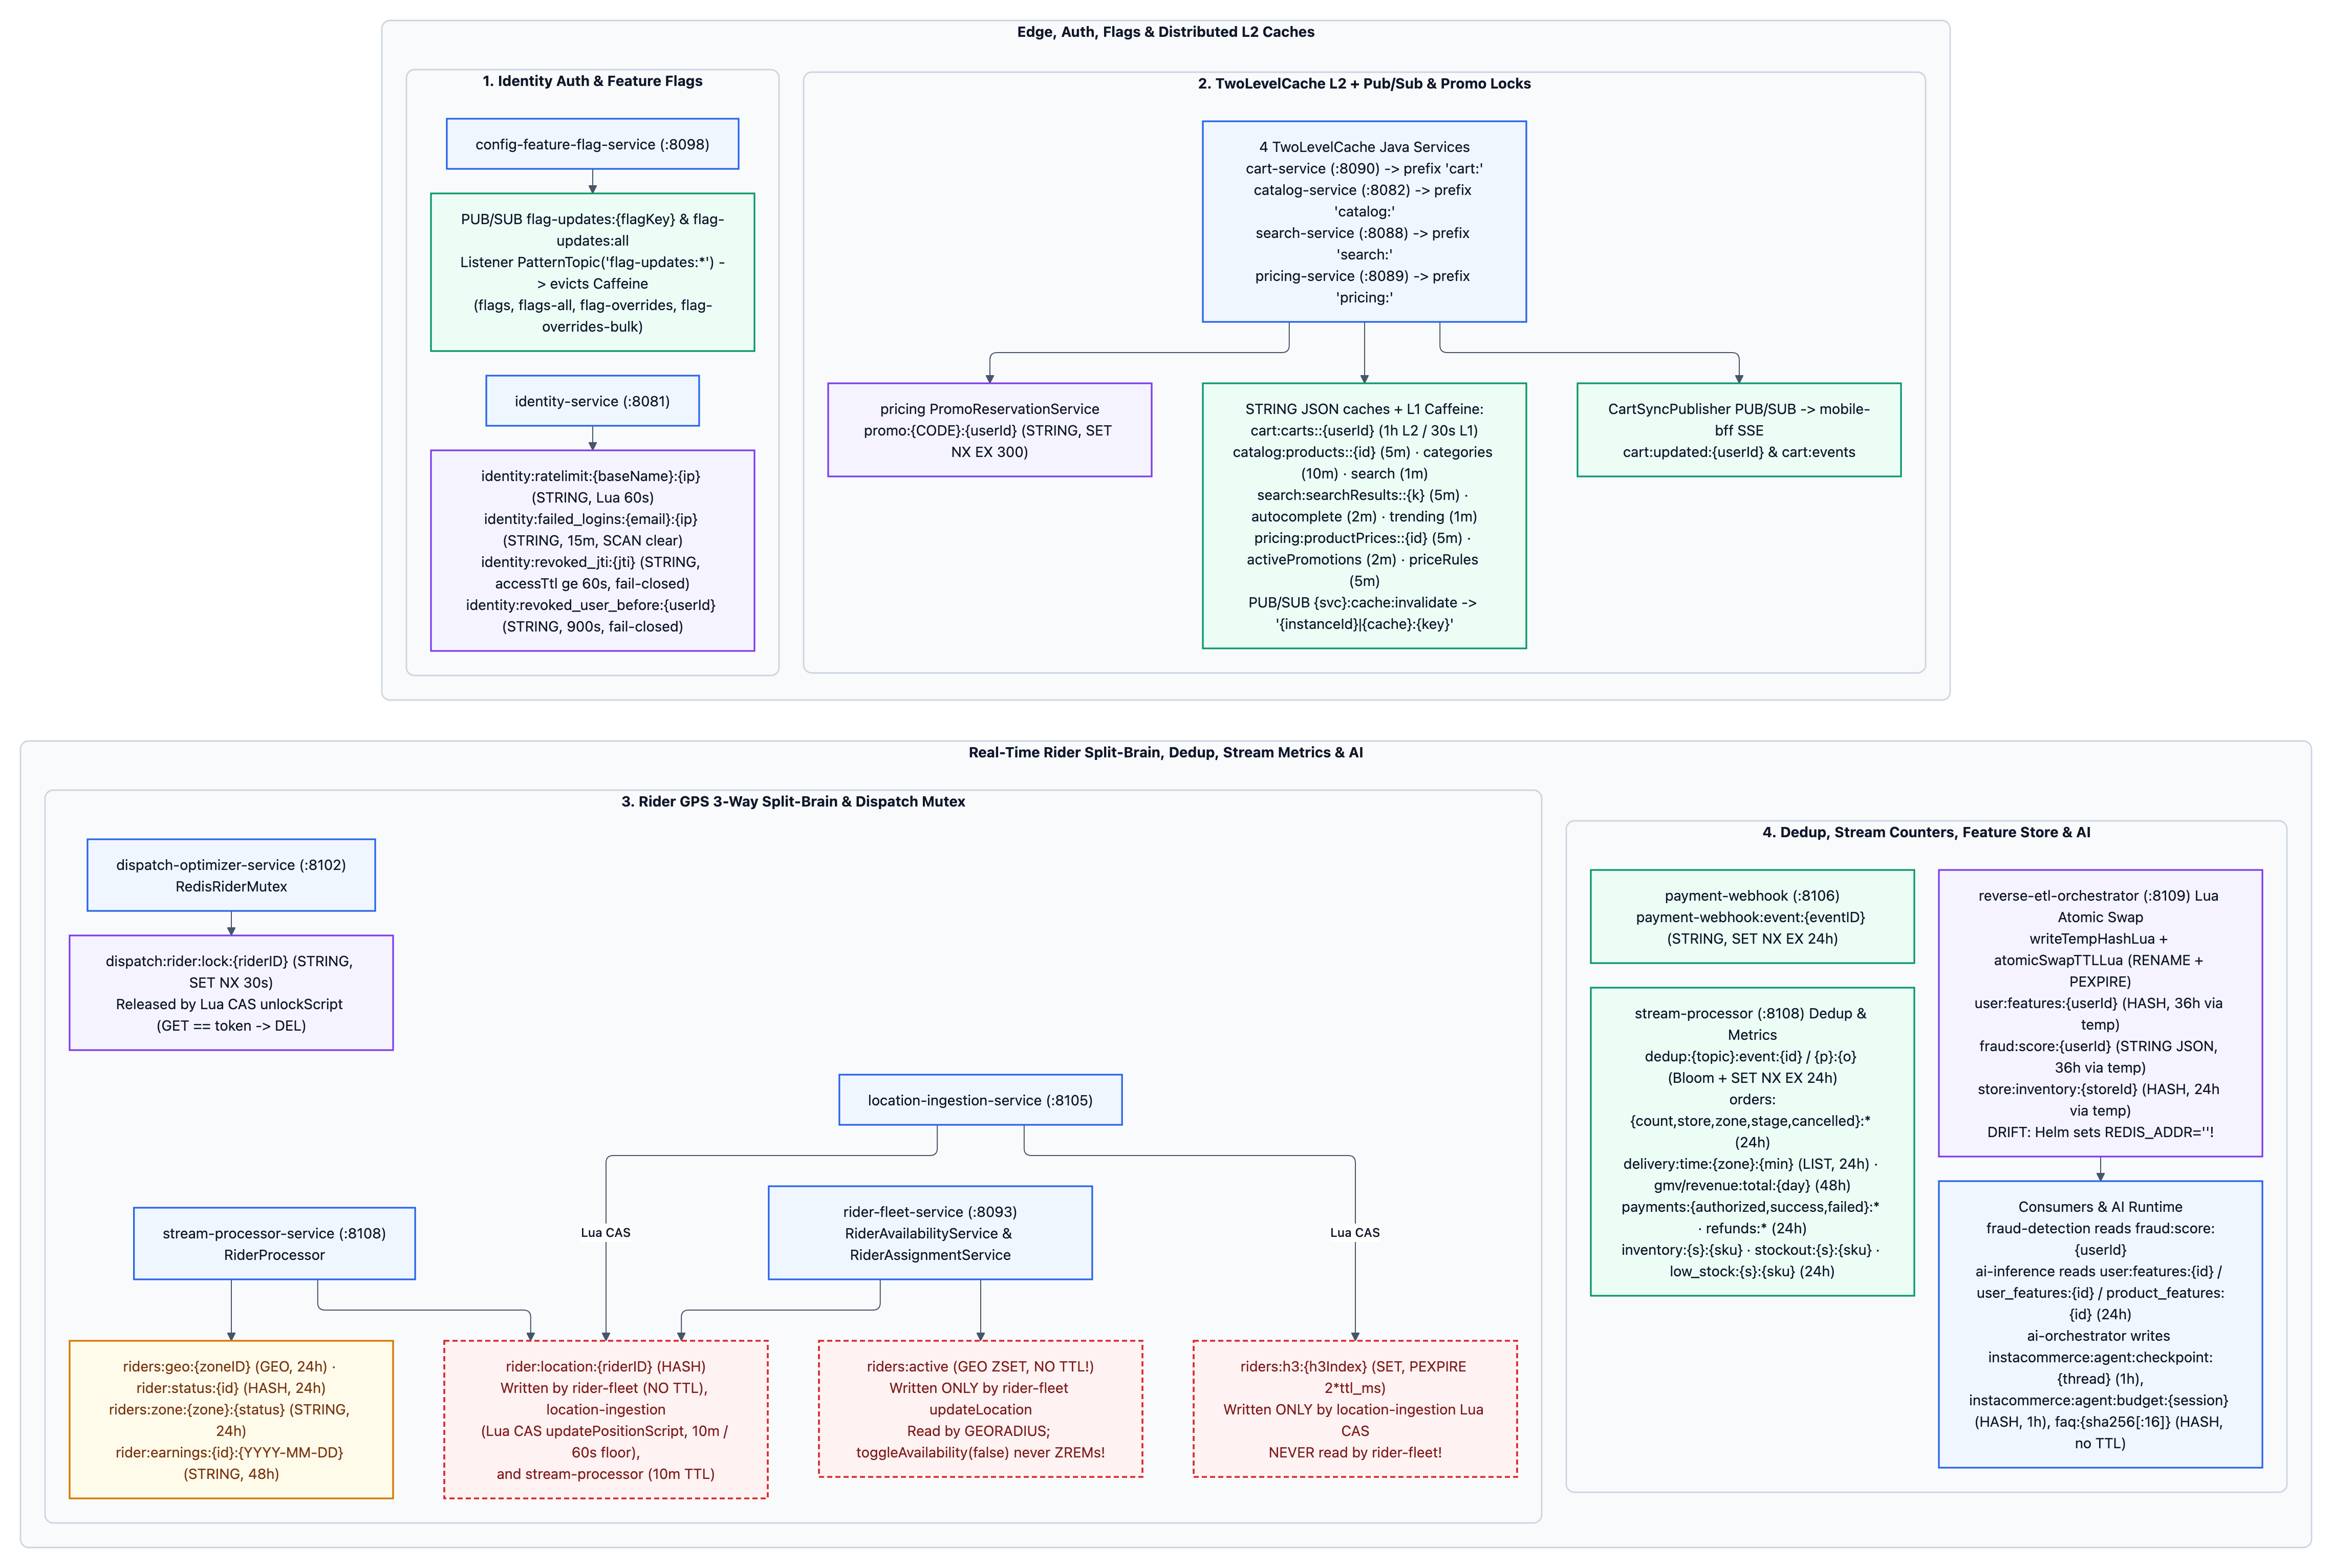 Edge, Auth, Flags & Distributed L2 Caches
1. Identity Auth & Feature Flags
config-feature-flag-service (:8098)
PUB/SUB flag-updates:{flagKey} & flag-
updates:all
Listener PatternTopic('flag-updates:*') -
> evicts Caffeine
(flags, flags-all, flag-overrides, flag-
overrides-bulk)
identity-service (:8081)
identity:ratelimit:{baseName}:{ip}
(STRING, Lua 60s)
identity:failed_logins:{email}:{ip}
(STRING, 15m, SCAN clear)
identity:revoked_jti:{jti} (STRING,
accessTtl ge 60s, fail-closed)
identity:revoked_user_before:{userId}
(STRING, 900s, fail-closed)
2. TwoLevelCache L2 + Pub/Sub & Promo Locks
4 TwoLevelCache Java Services
cart-service (:8090) -> prefix 'cart:'
catalog-service (:8082) -> prefix
'catalog:'
search-service (:8088) -> prefix
'search:'
pricing-service (:8089) -> prefix
'pricing:'
pricing PromoReservationService
promo:{CODE}:{userId} (STRING, SET
NX EX 300)
STRING JSON caches + L1 Caffeine:
cart:carts::{userId} (1h L2 / 30s L1)
catalog:products::{id} (5m) · categories
(10m) · search (1m)
search:searchResults::{k} (5m) ·
autocomplete (2m) · trending (1m)
pricing:productPrices::{id} (5m) ·
activePromotions (2m) · priceRules
(5m)
PUB/SUB {svc}:cache:invalidate ->
'{instanceId}|{cache}:{key}'
CartSyncPublisher PUB/SUB -> mobile-
bff SSE
cart:updated:{userId} & cart:events
Real-Time Rider Split-Brain, Dedup, Stream Metrics & AI
3. Rider GPS 3-Way Split-Brain & Dispatch Mutex
dispatch-optimizer-service (:8102)
RedisRiderMutex
dispatch:rider:lock:{riderID} (STRING,
SET NX 30s)
Released by Lua CAS unlockScript
(GET == token -> DEL)
location-ingestion-service (:8105)
stream-processor-service (:8108)
RiderProcessor
Lua CAS
rider-fleet-service (:8093)
RiderAvailabilityService &
RiderAssignmentService
Lua CAS
riders:geo:{zoneID} (GEO, 24h) ·
rider:status:{id} (HASH, 24h)
riders:zone:{zone}:{status} (STRING,
24h)
rider:earnings:{id}:{YYYY-MM-DD}
(STRING, 48h)
rider:location:{riderID} (HASH)
Written by rider-fleet (NO TTL),
location-ingestion
(Lua CAS updatePositionScript, 10m /
60s floor),
and stream-processor (10m TTL)
riders:active (GEO ZSET, NO TTL!)
Written ONLY by rider-fleet
updateLocation
Read by GEORADIUS;
toggleAvailability(false) never ZREMs!
riders:h3:{h3Index} (SET, PEXPIRE
2*ttl_ms)
Written ONLY by location-ingestion Lua
CAS
NEVER read by rider-fleet!
4. Dedup, Stream Counters, Feature Store & AI
payment-webhook (:8106)
payment-webhook:event:{eventID}
(STRING, SET NX EX 24h)
stream-processor (:8108) Dedup &
Metrics
dedup:{topic}:event:{id} / {p}:{o}
(Bloom + SET NX EX 24h)
orders:
{count,store,zone,stage,cancelled}:*
(24h)
delivery:time:{zone}:{min} (LIST, 24h) ·
gmv/revenue:total:{day} (48h)
payments:{authorized,success,failed}:*
· refunds:* (24h)
inventory:{s}:{sku} · stockout:{s}:{sku} ·
low_stock:{s}:{sku} (24h)
reverse-etl-orchestrator (:8109) Lua
Atomic Swap
writeTempHashLua +
atomicSwapTTLLua (RENAME +
PEXPIRE)
user:features:{userId} (HASH, 36h via
temp)
fraud:score:{userId} (STRING JSON,
36h via temp)
store:inventory:{storeId} (HASH, 24h
via temp)
DRIFT: Helm sets REDIS_ADDR=''!
Consumers & AI Runtime
fraud-detection reads fraud:score:
{userId}
ai-inference reads user:features:{id} /
user_features:{id} / product_features:
{id} (24h)
ai-orchestrator writes
instacommerce:agent:checkpoint:
{thread} (1h),
instacommerce:agent:budget:{session}
(HASH, 1h), faq:{sha256[:16]} (HASH,
no TTL)